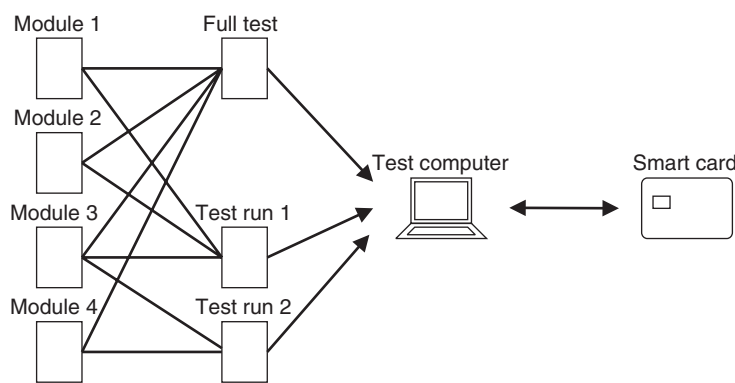 Module 1
Full test
Module 2
Test computer
Smart card
Module 3
Test run 1
Module 4
Test run 2